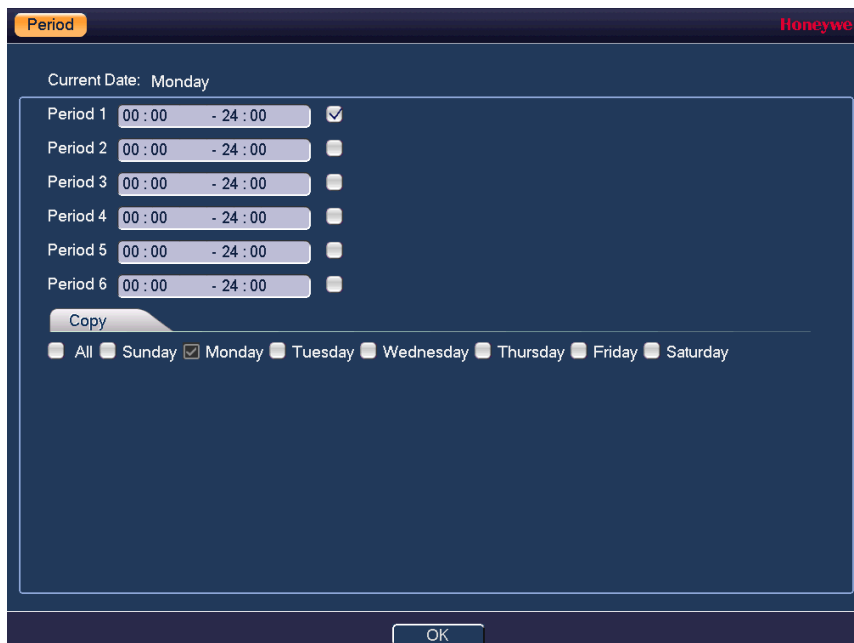 Period
Honeywe
Current Date: Monday
Period 1 00 : 00 - 24 : 00
Period 2 00 : 00 - 24 : 00
Period 3 00 : 00 - 24 : 00
Period 4 00 : 00 - 24 : 00
Period 5 00 : 00 - 24 : 00
Period 6 00 : 00 - 24 : 00
Copy
All Sunday Monday Tuesday Wednesday Thursday Friday Saturday
OK